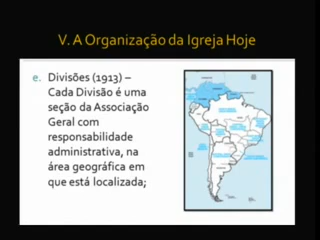 V. A Organização da Igreja Hoje
e. Divisões (1913) –
Cada Divisão é uma
seção da Associação
Geral com
responsabilidade
administrativa, na
área geográfica em
que está localizada;